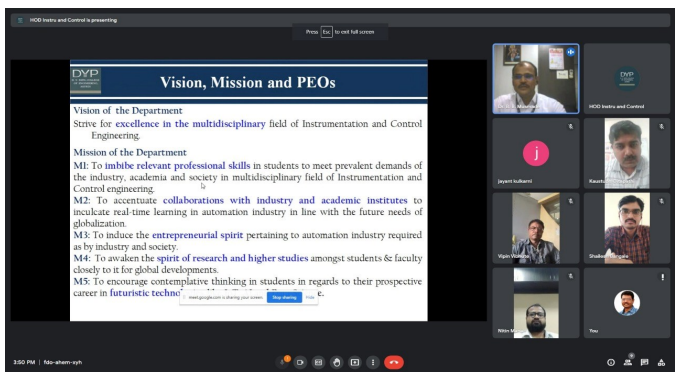 HOD Instru and Control is presenting
Press Esc to exit full screen
DYP
Vision, Mission and PEOs
Vision of the Department
Strive for excellence in the multidisciplinary field of Instrumentation and Control
Engineering.
Mission of the Department
M1: To imbibe relevant professional skills in students to meet prevalent demands of
the industry, academia and society in multidisciplinary field of Instrumentation and
Control engineering.
M2: To accentuate collaborations with industry and academic institutes to
inculcate real-time learning in automation industry in line with the future needs of
globalization.
M3: To induce the entrepreneurial spirit pertaining to automation industry required
as by industry and society.
M4: To awaken the spirit of research and higher studies amongst students & faculty
closely to it for global developments.
M5: To encourage contemplative thinking in students in regards to their prospective
career in futuristic
meet.google.com is sharing your screen. Stop sharing Hide
DYP
HOD Instru and Control
j
jayant kulkarni
Vipin
Shailesh
Nitin
You
3:50 PM | fdo-ahem-xyh